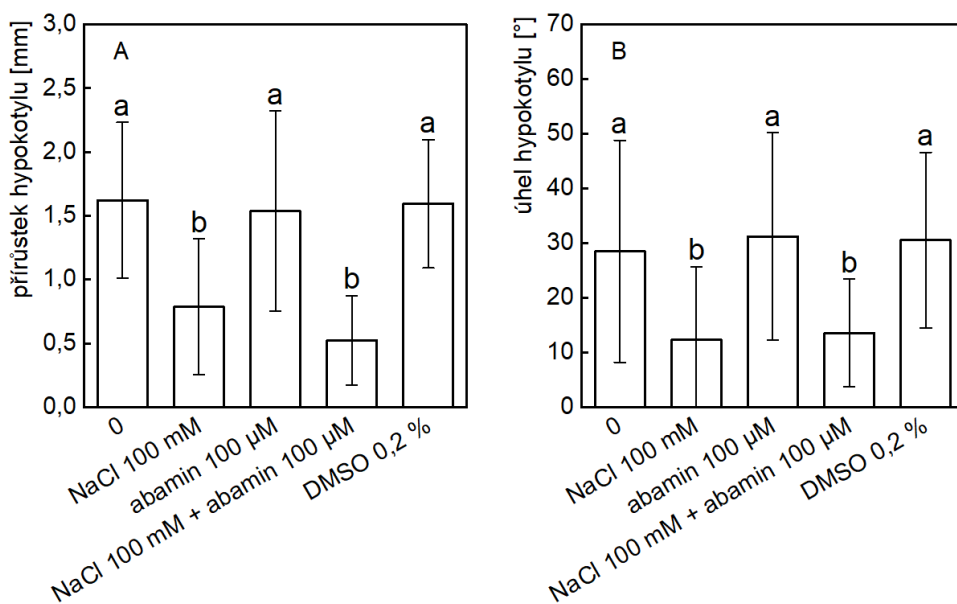 A
přírůstek hypokotylu [mm]
3,0
2,5
2,0
1,5
1,0
0,5
0,0
a
b
a
b
a
0
NaCl 100 mM
abamin 100 µM
NaCl 100 mM + abamin 100 µM
DMSO 0,2 %
B
úhel hypokotylu [°]
70
60
50
40
30
20
10
0
a
b
a
b
a
0
NaCl 100 mM
abamin 100 µM
NaCl 100 mM + abamin 100 µM
DMSO 0,2 %